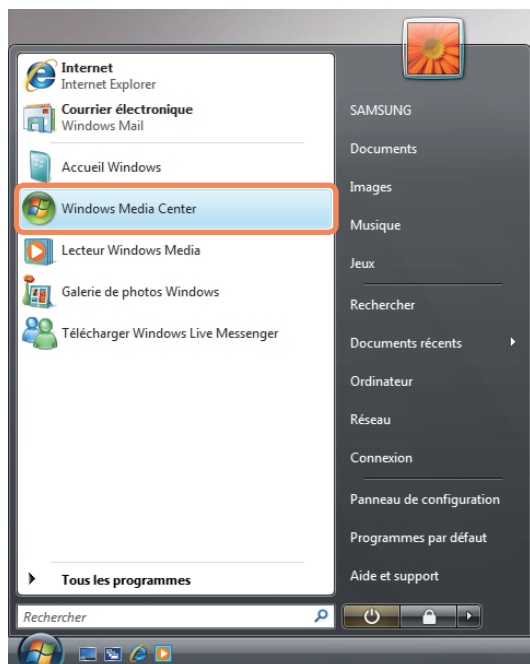 Internet
Internet Explorer
Courrier électronique
Windows Mail
Accueil Windows
Windows Media Center
Lecteur Windows Media
Galerie de photos Windows
Télécharger Windows Live Messenger
Tous les programmes
Rechercher
SAMSUNG
Documents
Images
Musique
Jeux
Rechercher
Documents récents
Ordinateur
Réseau
Connexion
Panneau de configuration
Programmes par défaut
Aide et support